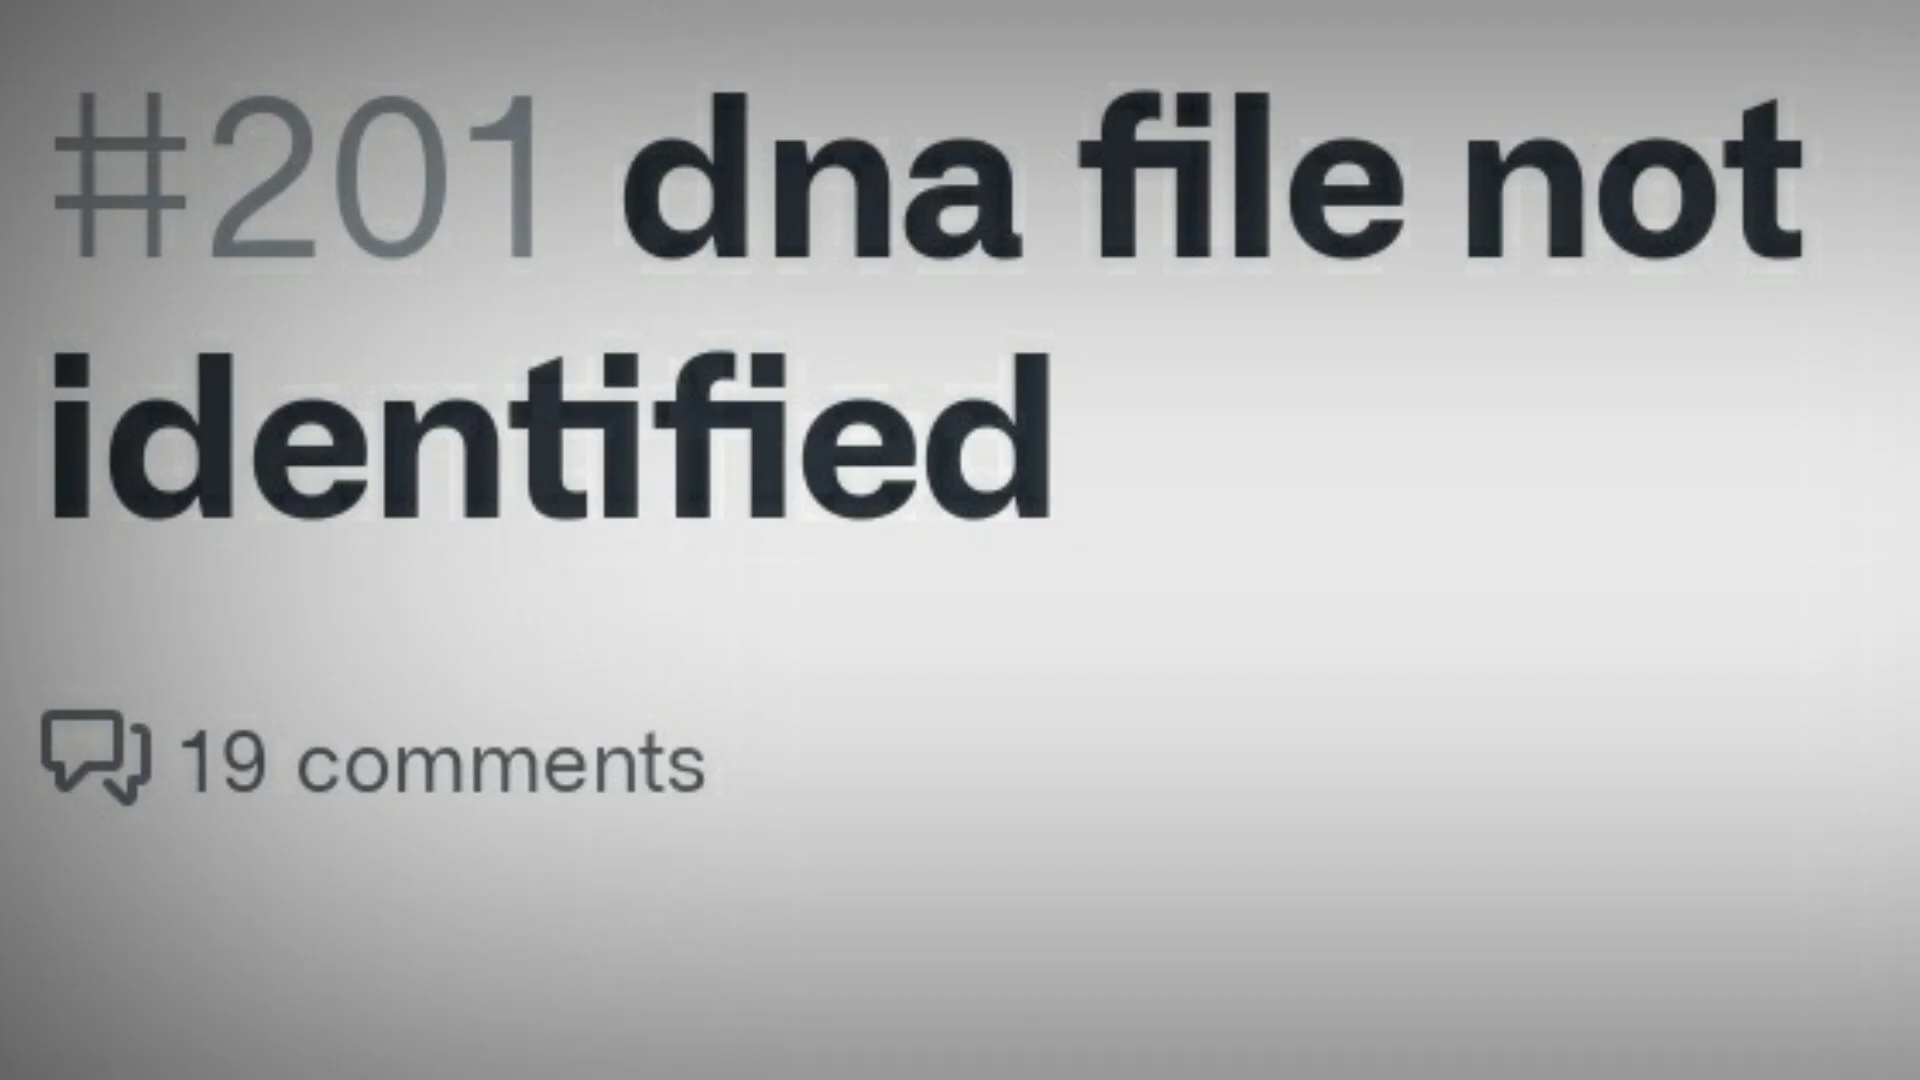 #201 dna file not
identified
19 comments